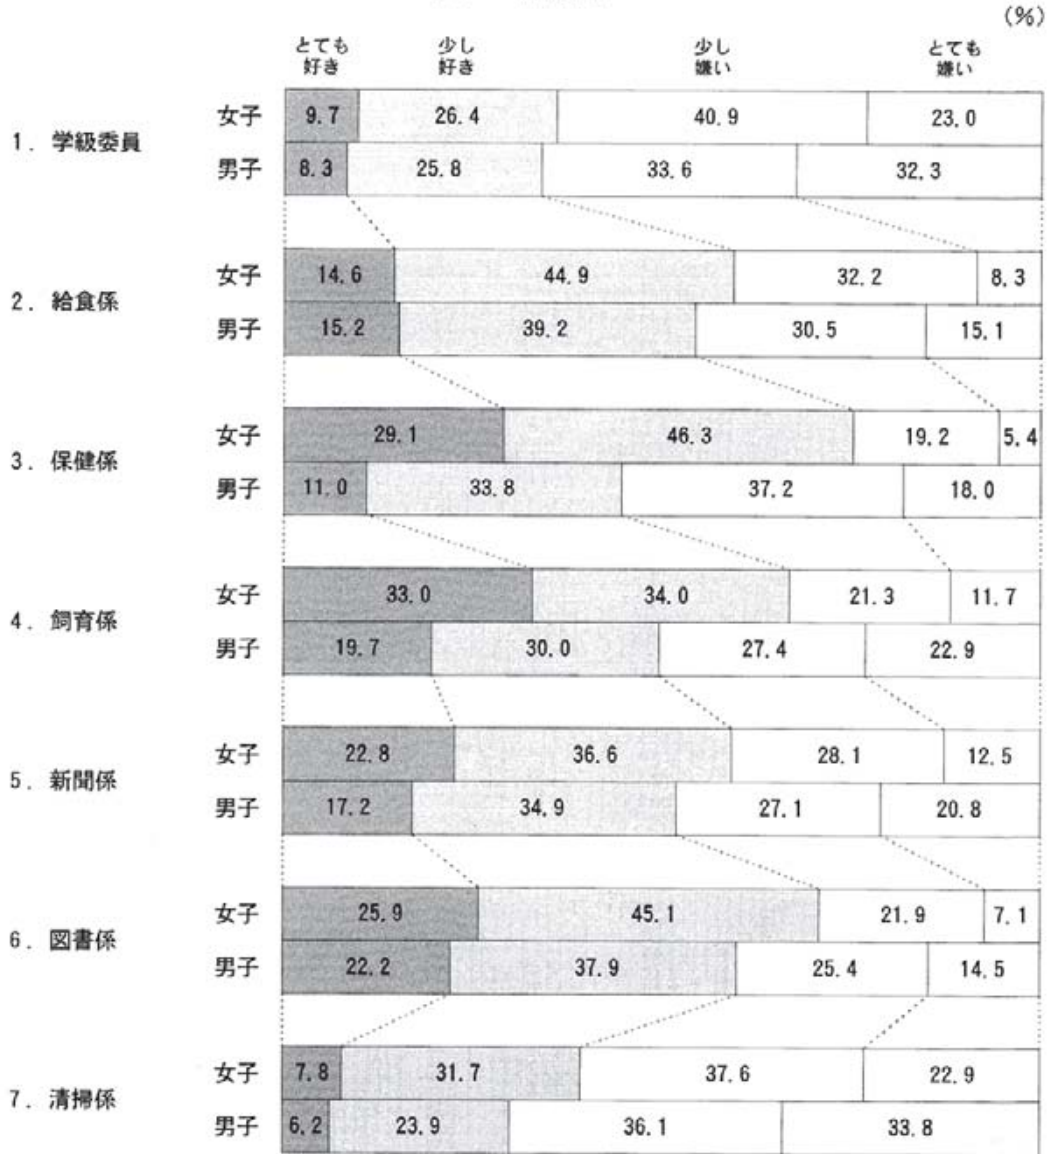 (%)
とても
好き
少し
好き
少し
嫌い
とても
嫌い
1. 学級委員
女子 9.7 26.4 40.9 23.0
男子 8.3 25.8 33.6 32.3
2. 給食係
女子 14.6 44.9 32.2 8.3
男子 15.2 39.2 30.5 15.1
3. 保健係
女子 29.1 46.3 19.2 5.4
男子 11.0 33.8 37.2 18.0
4. 飼育係
女子 33.0 34.0 21.3 11.7
男子 19.7 30.0 27.4 22.9
5. 新聞係
女子 22.8 36.6 28.1 12.5
男子 17.2 34.9 27.1 20.8
6. 図書係
女子 25.9 45.1 21.9 7.1
男子 22.2 37.9 25.4 14.5
7. 清掃係
女子 7.8 31.7 37.6 22.9
男子 6.2 23.9 36.1 33.8